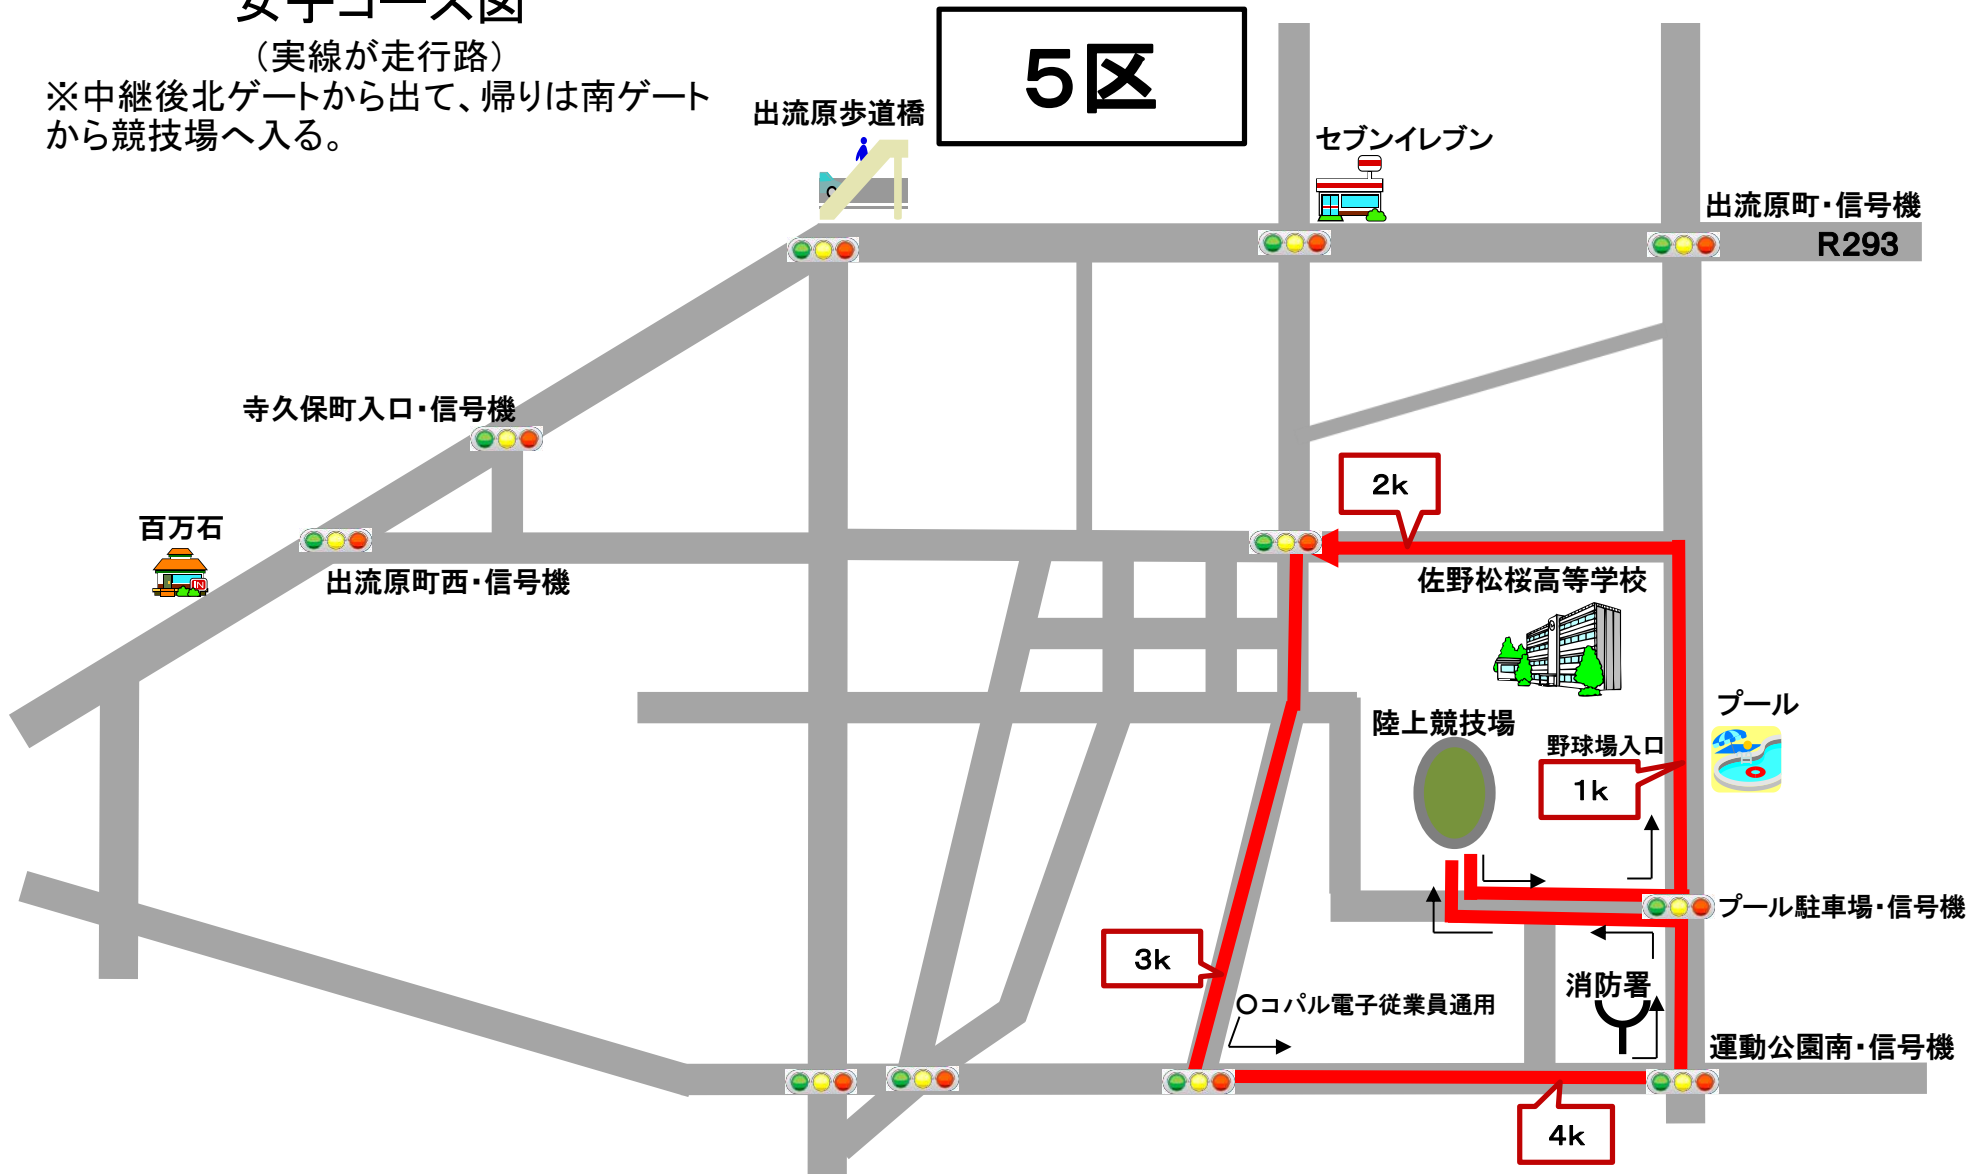 女子コース図
（実線が走行路）
※中継後北ゲートから出て、帰りは南ゲート
から競技場へ入る。
５区
出流原歩道橋
セブンイレブン
出流原町・信号機
R293
寺久保町入口・信号機
2k
百万石
出流原町西・信号機
佐野松桜高等学校
プール
陸上競技場
野球場入口
1k
プール駐車場・信号機
3k
消防署
○コパル電子従業員通用
運動公園南・信号機
4k